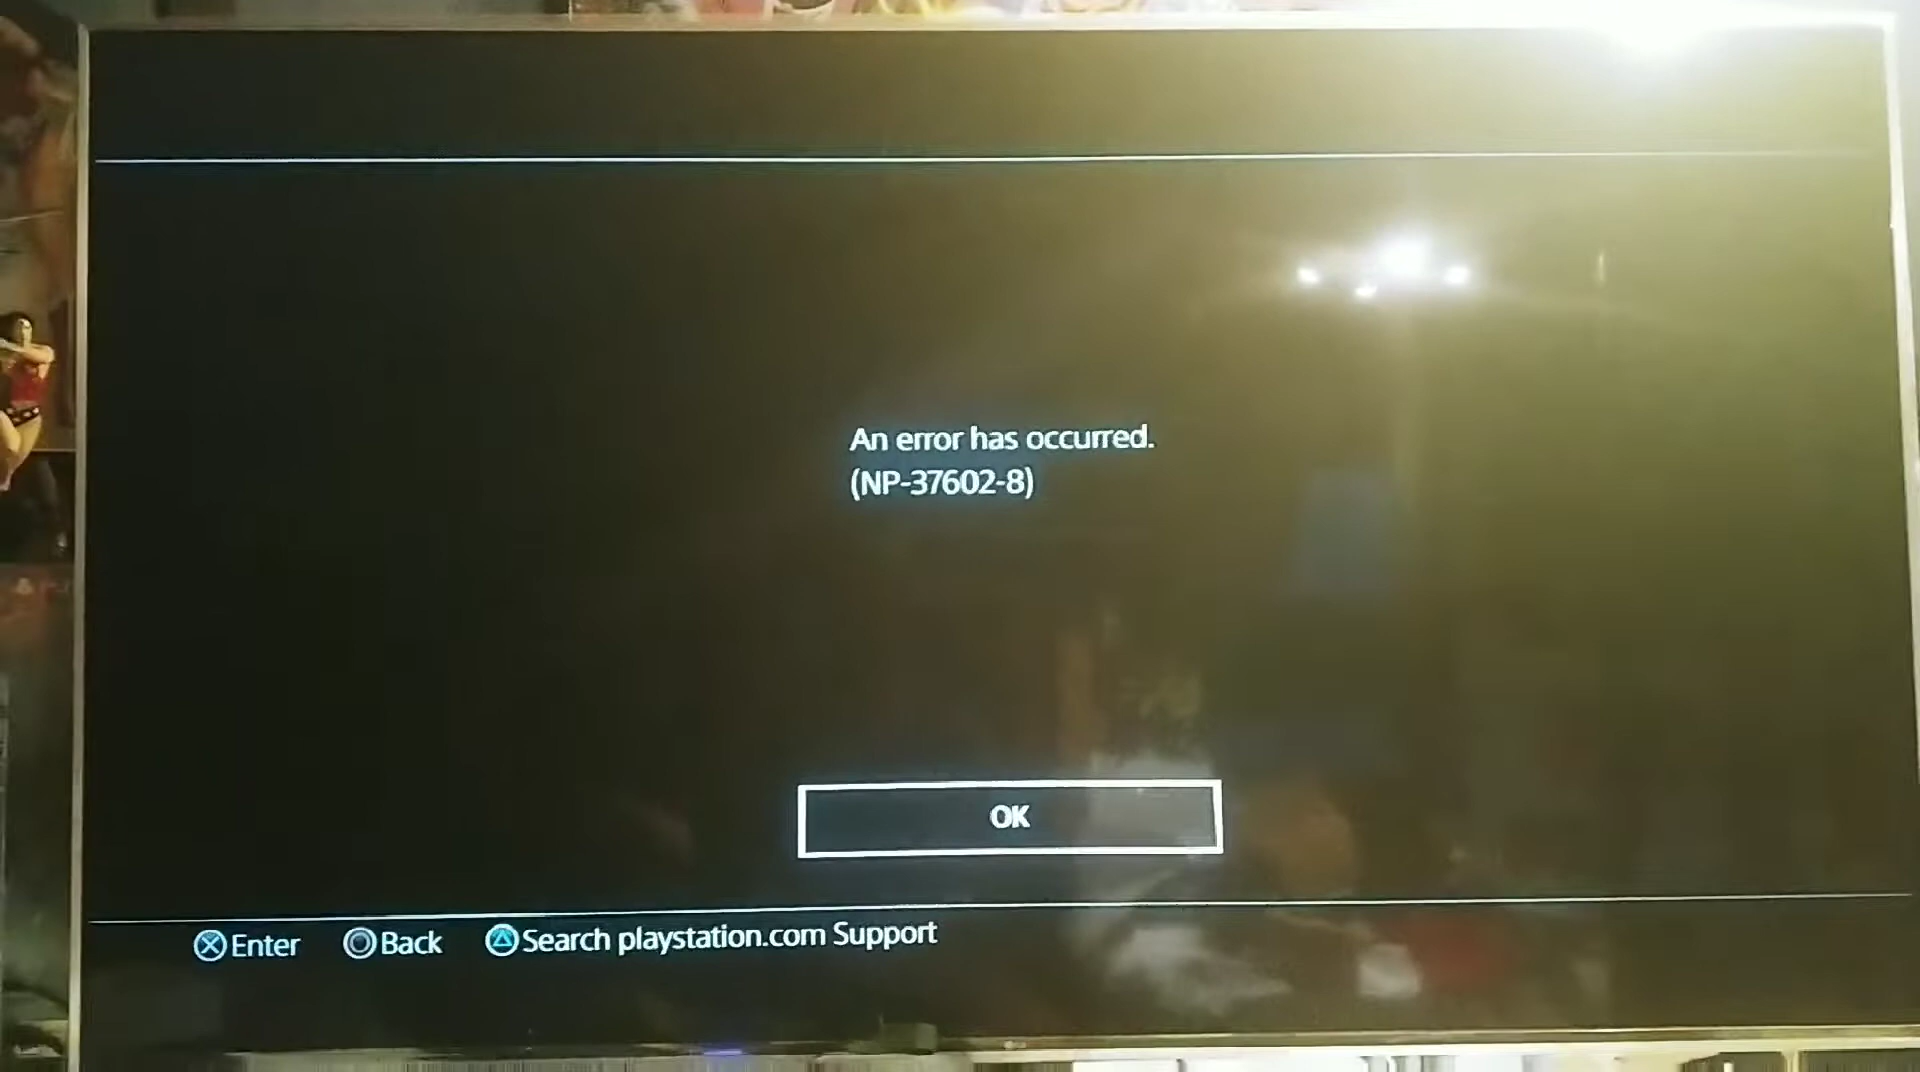 An error has occurred.
(NP-37602-8)
OK
Enter Back Search playstation.com Support